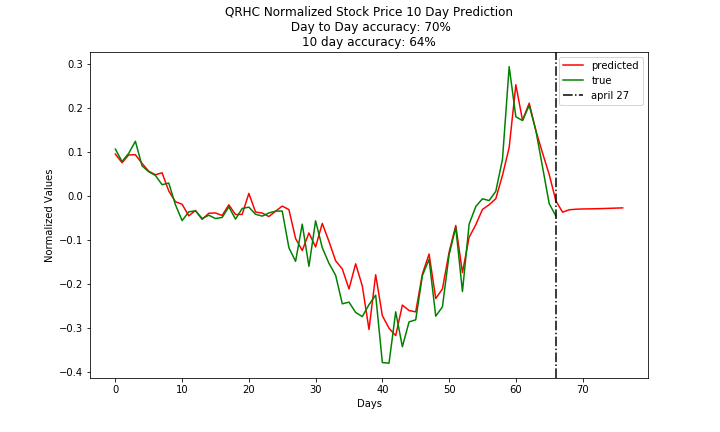 QRHC Normalized Stock Price 10 Day Prediction
Day to Day accuracy: 70%
10 day accuracy: 64%
predicted
true
april 27
0.3
0.2
0.1
0.0
−0.1
−0.2
−0.3
−0.4
Normalized Values
0 10 20 30 40 50 60 70
Days